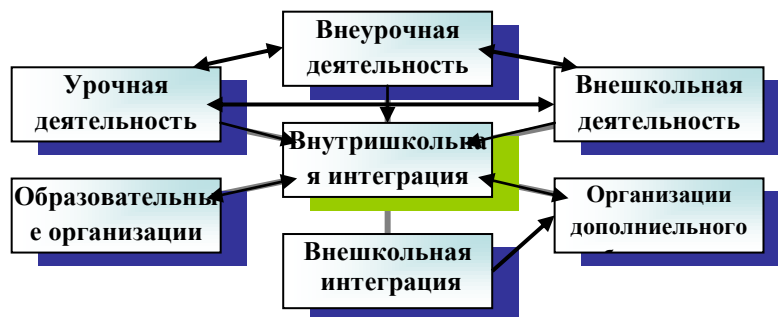 Внеурочная
деятельность
Урочная
деятельность
Внешкольная
деятельность
Внутришкольна
я интеграция
Образовательны
е организации
Организации
дополниельного
Внешкольная
интеграция